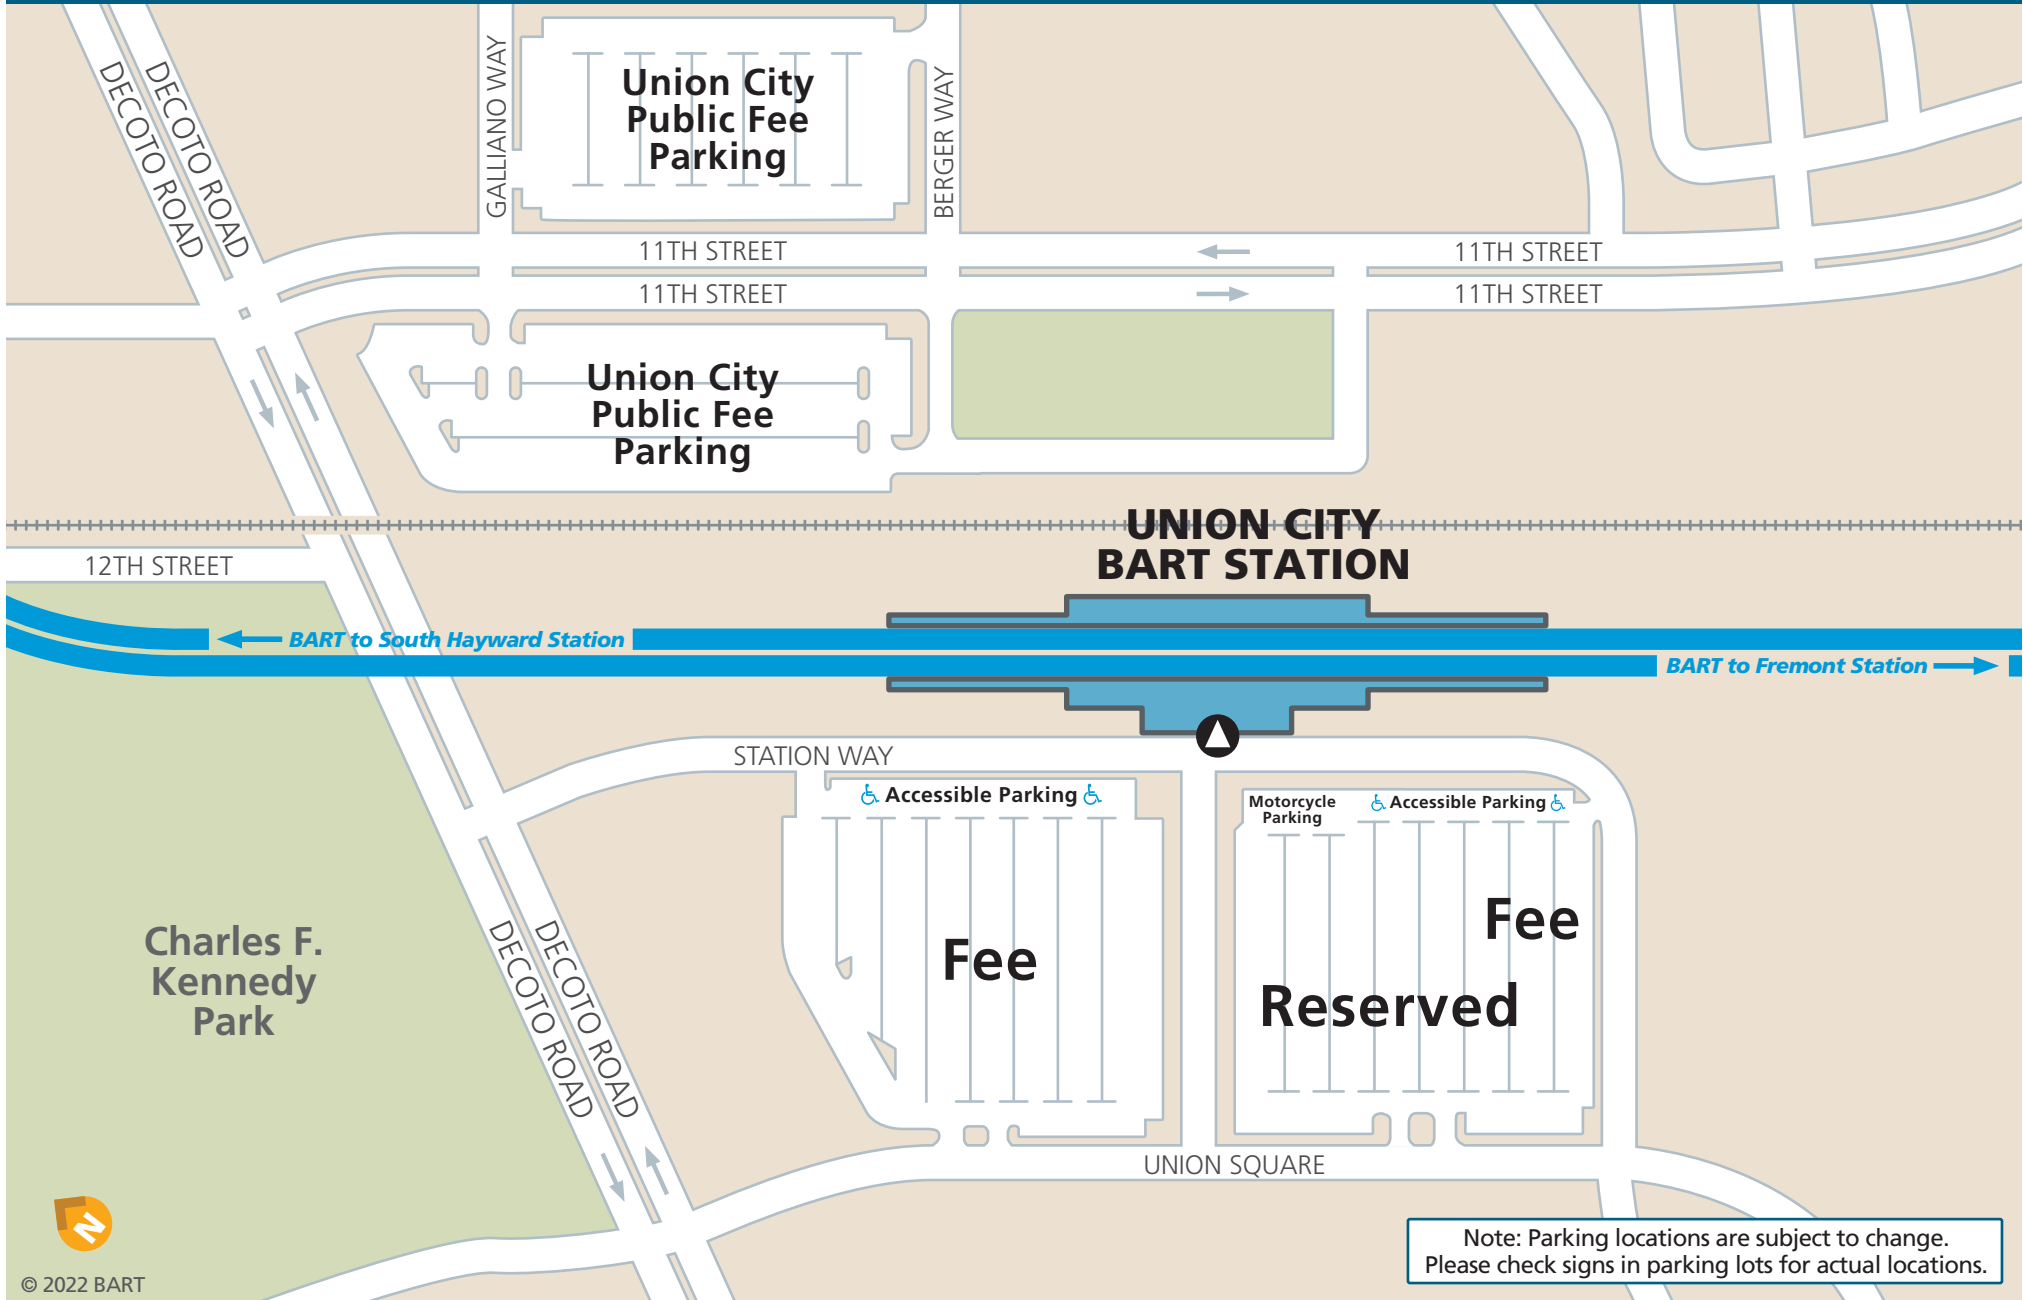 DECOTO ROAD
DECOTO ROAD
GALLIANO WAY
Union City
Public Fee
Parking
BERGER WAY
11TH STREET
11TH STREET
11TH STREET
11TH STREET
Union City
Public Fee
Parking
UNION CITY
BART STATION
12TH STREET
BART to South Hayward Station
BART to Fremont Station
STATION WAY
Accessible Parking
Motorcycle
Parking
Accessible Parking
Fee
Fee
Reserved
Charles F.
Kennedy
Park
DECOTO ROAD
DECOTO ROAD
UNION SQUARE
N
Note: Parking locations are subject to change.
Please check signs in parking lots for actual locations.
© 2022 BART